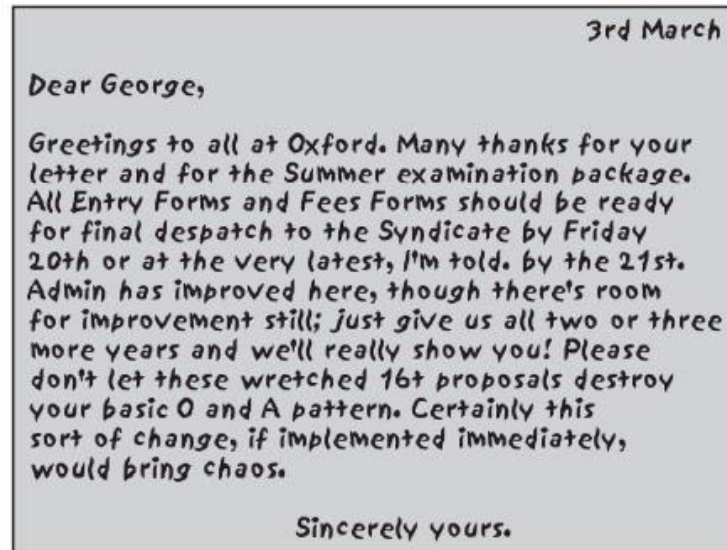 3rd March
Dear George,
Greetings to all at Oxford. Many thanks for your
letter and for the Summer examination package.
All Entry Forms and Fees Forms should be ready
for final despatch to the Syndicate by Friday
20th or at the very latest, I'm told. by the 21st.
Admin has improved here, though there's room
for improvement still; just give us all two or three
more years and we'll really show you! Please
don't let these wretched 16t proposals destroy
your basic O and A pattern. Certainly this
sort of change, if implemented immediately,
would bring chaos.
Sincerely yours.